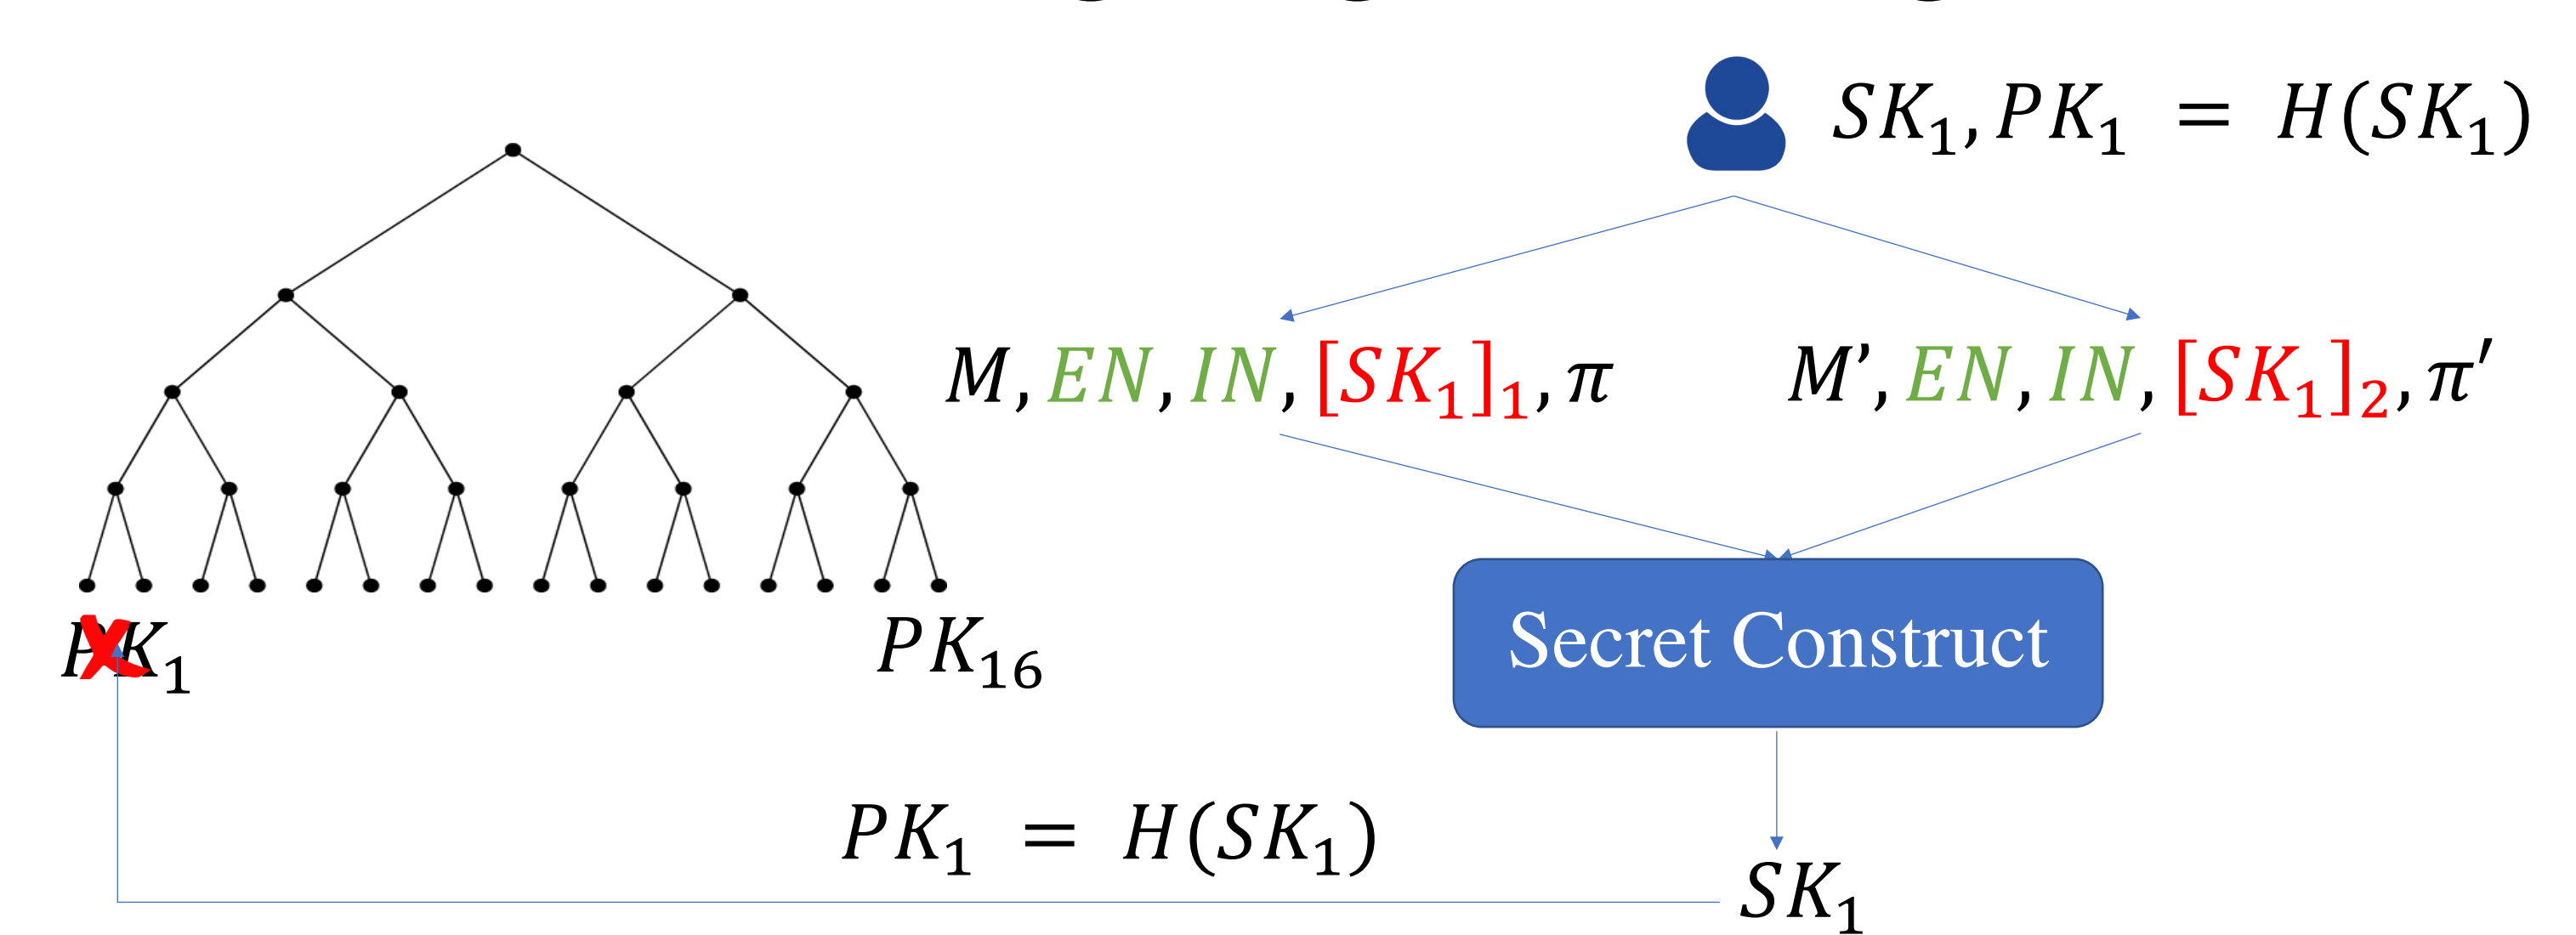 SK₁, PK₁ = H(SK₁)
M, EN, IN, [SK₁]₁, π
M’, EN, IN, [SK₁]₂, π′
Secret Construct
PK₁
PK₁₆
PK₁ = H(SK₁)
SK₁